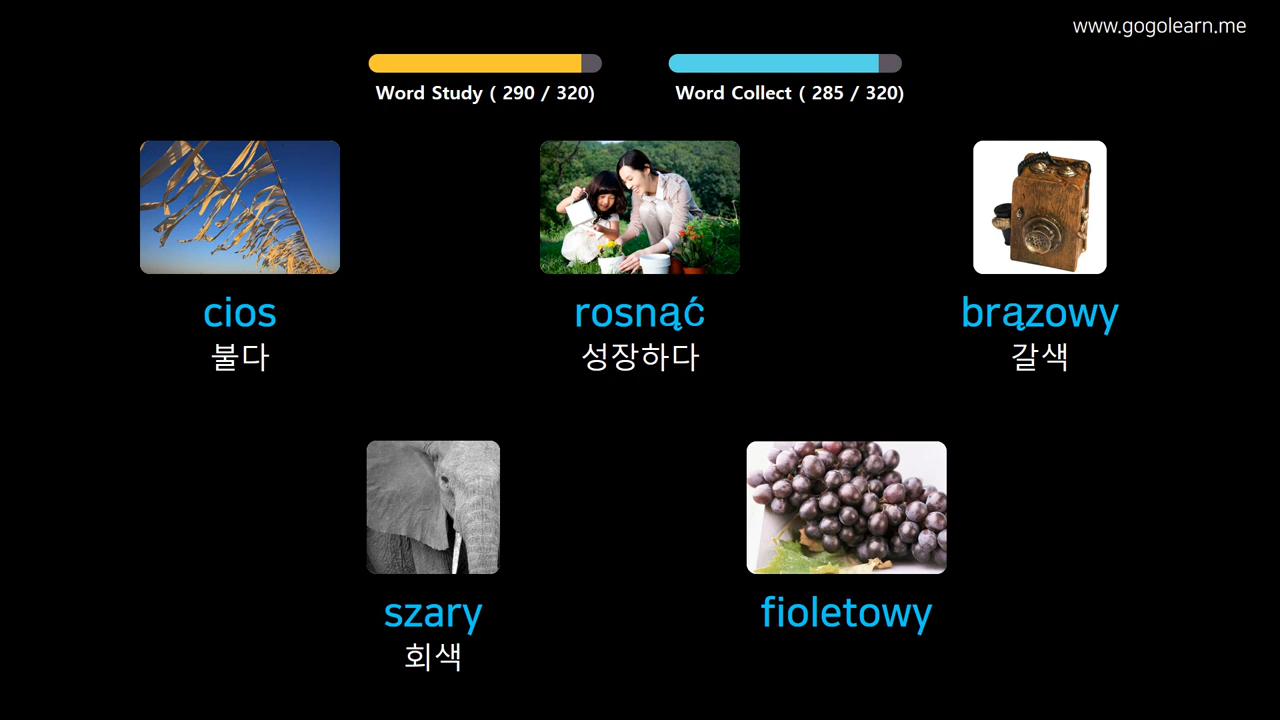 www.gogolearn.me
Word Study ( 290 / 320)
Word Collect ( 285 / 320)
cios
불다
rosnąć
성장하다
brązowy
갈색
szary
회색
fioletowy